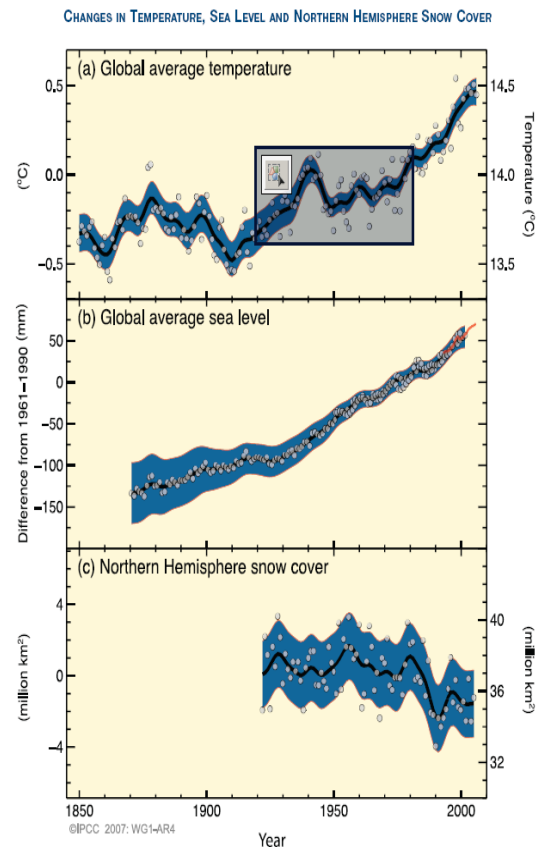 CHANGES IN TEMPERATURE, SEA LEVEL AND NORTHERN HEMISPHERE SNOW COVER
(a) Global average temperature
0.5
0.0
−0.5
(°C)
14.5
14.0
13.5
Temperature (°C)
(b) Global average sea level
50
0
−50
−100
−150
Difference from 1961–1990 (mm)
(c) Northern Hemisphere snow cover
4
0
−4
(million km²)
40
36
32
(million km²)
1850
1900
1950
2000
©IPCC 2007: WG1-AR4
Year